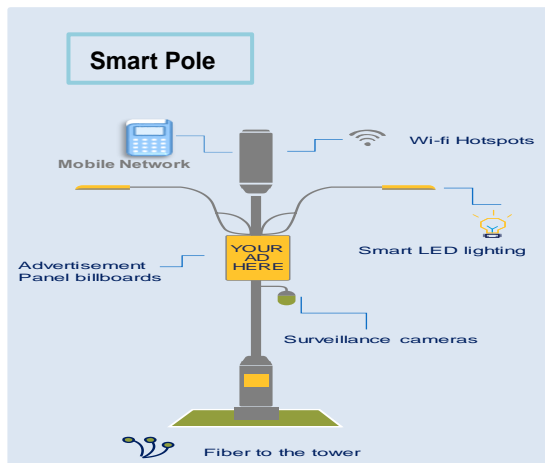 Smart Pole
Mobile Network
Wi-fi Hotspots
YOUR
AD
HERE
Smart LED lighting
Advertisement
Panel billboards
Surveillance cameras
Fiber to the tower